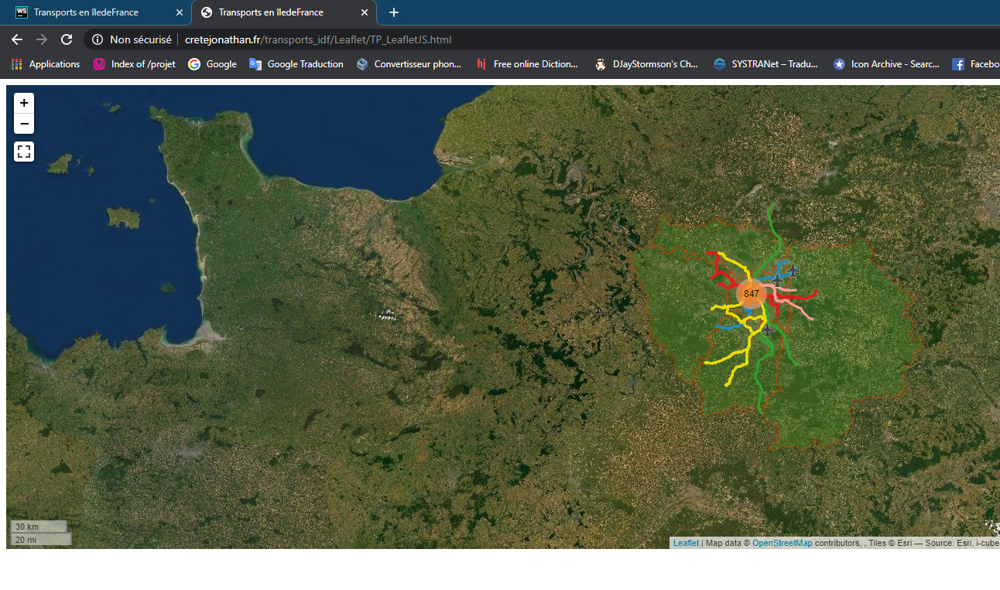 WS Transports en îledeFrance
Transports en îledeFrance
Non sécurisé cretejonathan.fr/transports_idf/Leaflet/TP_LeafletJS.html
Applications Index of /projet Google Google Traduction Convertisseur phon... hj Free online Diction... DJayStormson's Ch... SYSTRANet – Tradu... Icon Archive - Searc... Facebo
+
−
847
30 km
20 mi
Leaflet | Map data © OpenStreetMap contributors, , Tiles © Esri — Source: Esri, i-cube